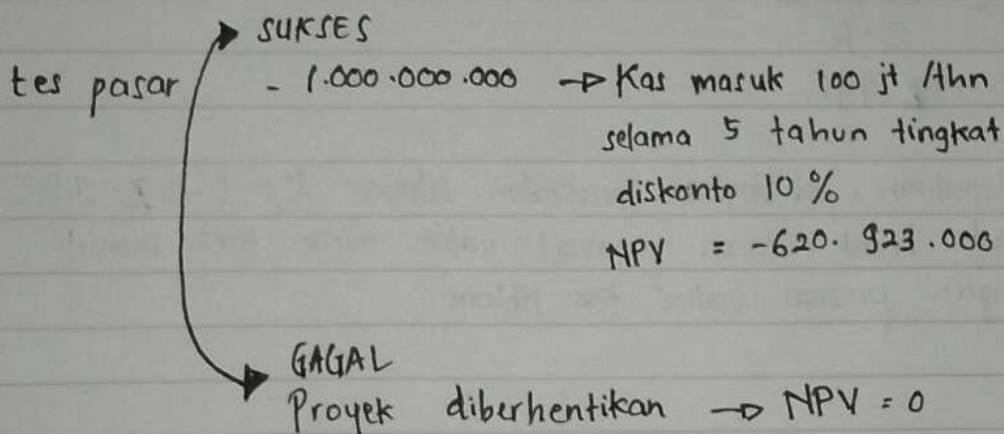 SUKSES
tes pasar - 1.000.000.000 → Kas masuk 100 jt /thn
selama 5 tahun tingkat
diskonto 10 %
NPV = -620.923.000
GAGAL
Proyek diberhentikan → NPV = 0